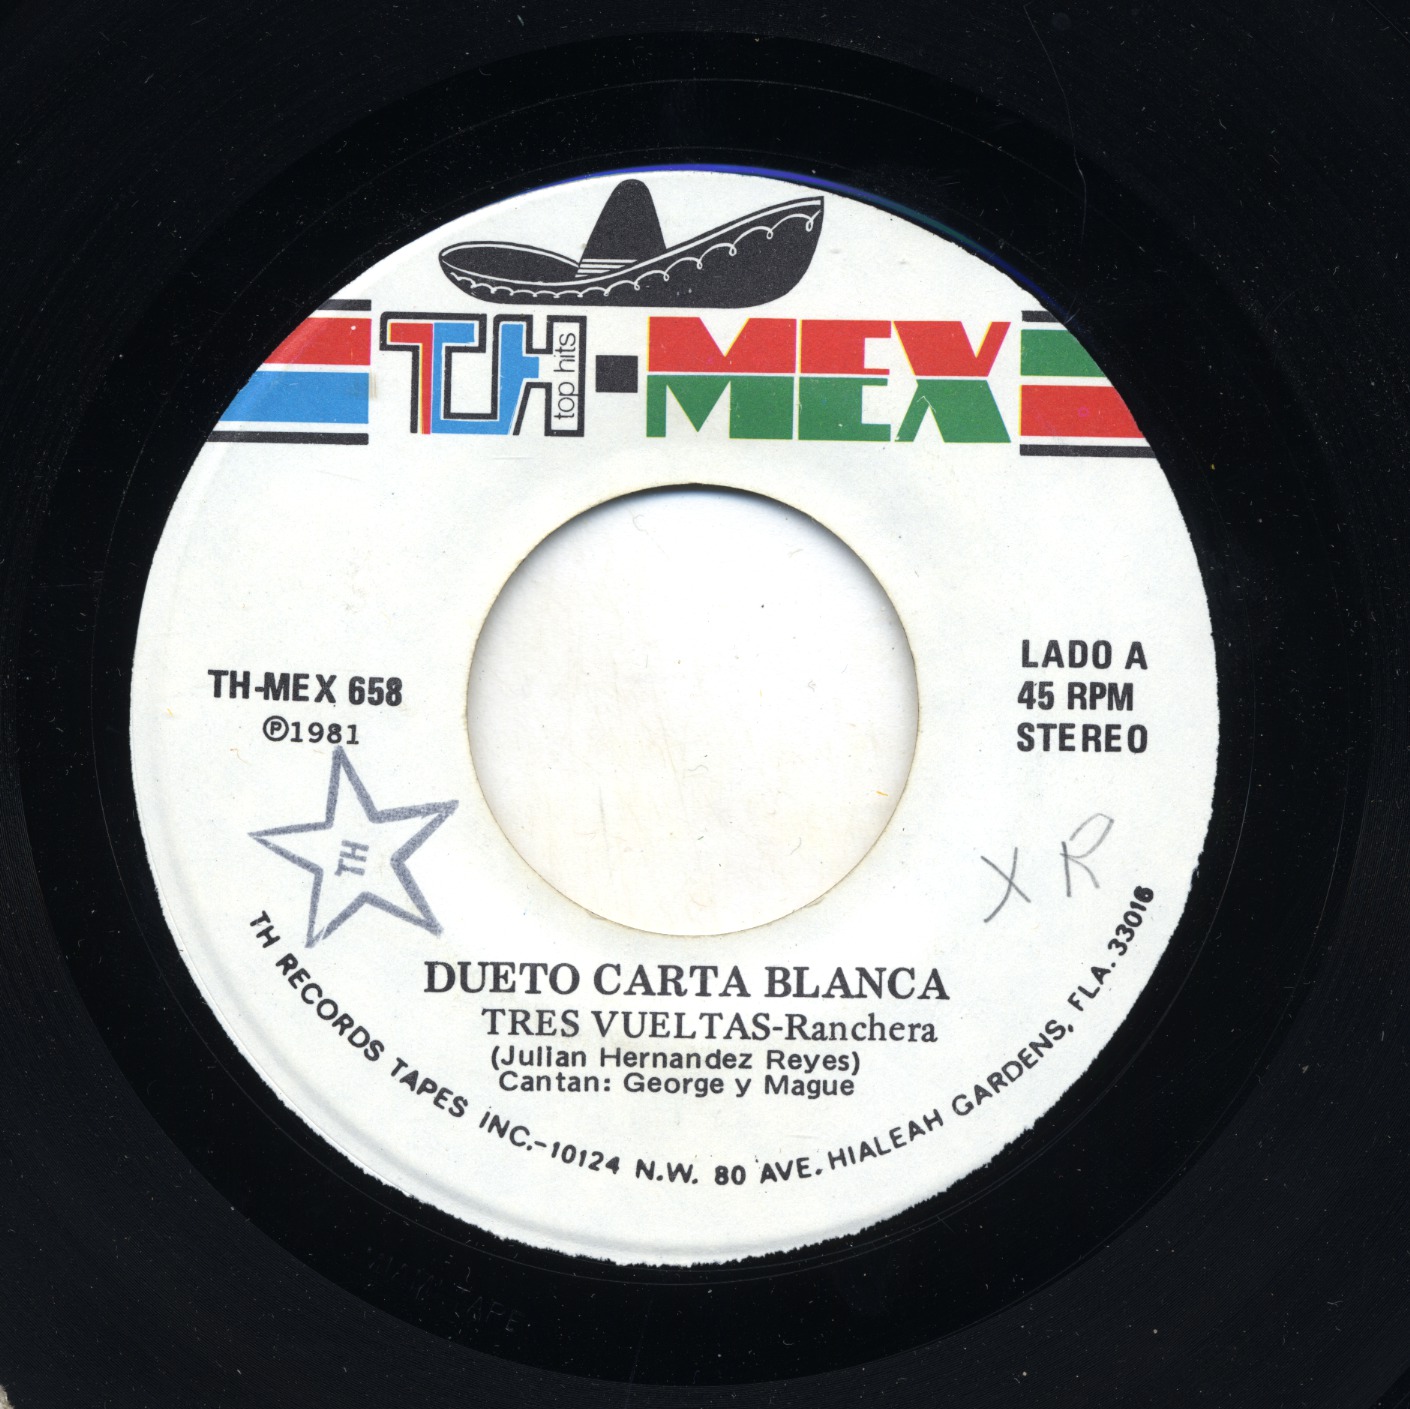 TH-MEX
top hits
TH-MEX 658
℗1981
LADO A
45 RPM
STEREO
TH
X R
DUETO CARTA BLANCA
TRES VUELTAS-Ranchera
(Julian Hernandez Reyes)
Cantan: George y Mague
TH RECORDS TAPES INC.-10124 N.W. 80 AVE. HIALEAH GARDENS, FLA. 33016